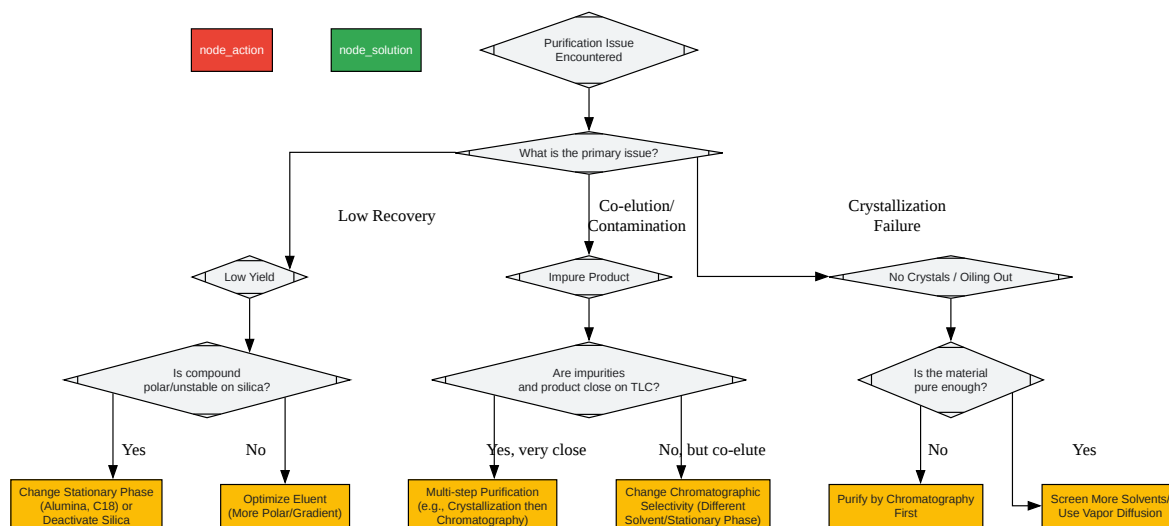 node_action
node_solution
Purification Issue
Encountered
What is the primary issue?
Low Recovery
Co-elution/
Contamination
Crystallization
Failure
Low Yield
Impure Product
No Crystals / Oiling Out
Is compound
polar/unstable on silica?
Are impurities
and product close on TLC?
Is the material
pure enough?
Yes
No
Yes, very close
No, but co-elute
No
Yes
Change Stationary Phase
(Alumina, C18) or
Deactivate Silica
Optimize Eluent
(More Polar/Gradient)
Multi-step Purification
(e.g., Crystallization then
Chromatography)
Change Chromatographic
Selectivity (Different
Solvent/Stationary Phase)
Purify by Chromatography
First
Screen More Solvents/
Use Vapor Diffusion